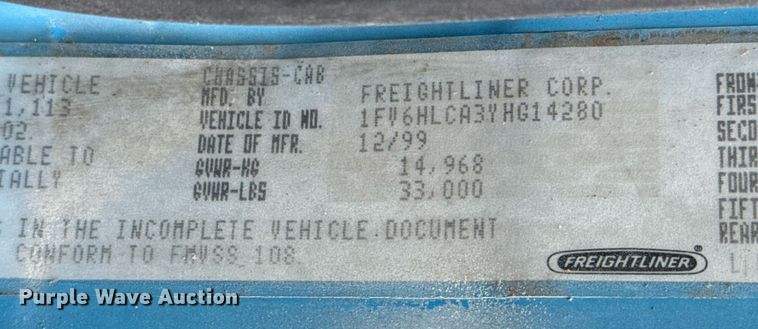 VEHICLE CHASSIS-CAB
1,113 MFD. BY FREIGHTLINER CORP.
02 VEHICLE ID NO. 1FV6HLCA3YHG14280
DATE OF MFR. 12/99
ABLE TO GVWR-KG 14,968
IALLY GVWR-LBS 33,000
IN THE INCOMPLETE VEHICLE DOCUMENT
CONFORM TO FMVSS 108
FRONT
FIRS
SECO
THIR
FOUR
FIFT
REAR
FREIGHTLINER®
Purple Wave Auction